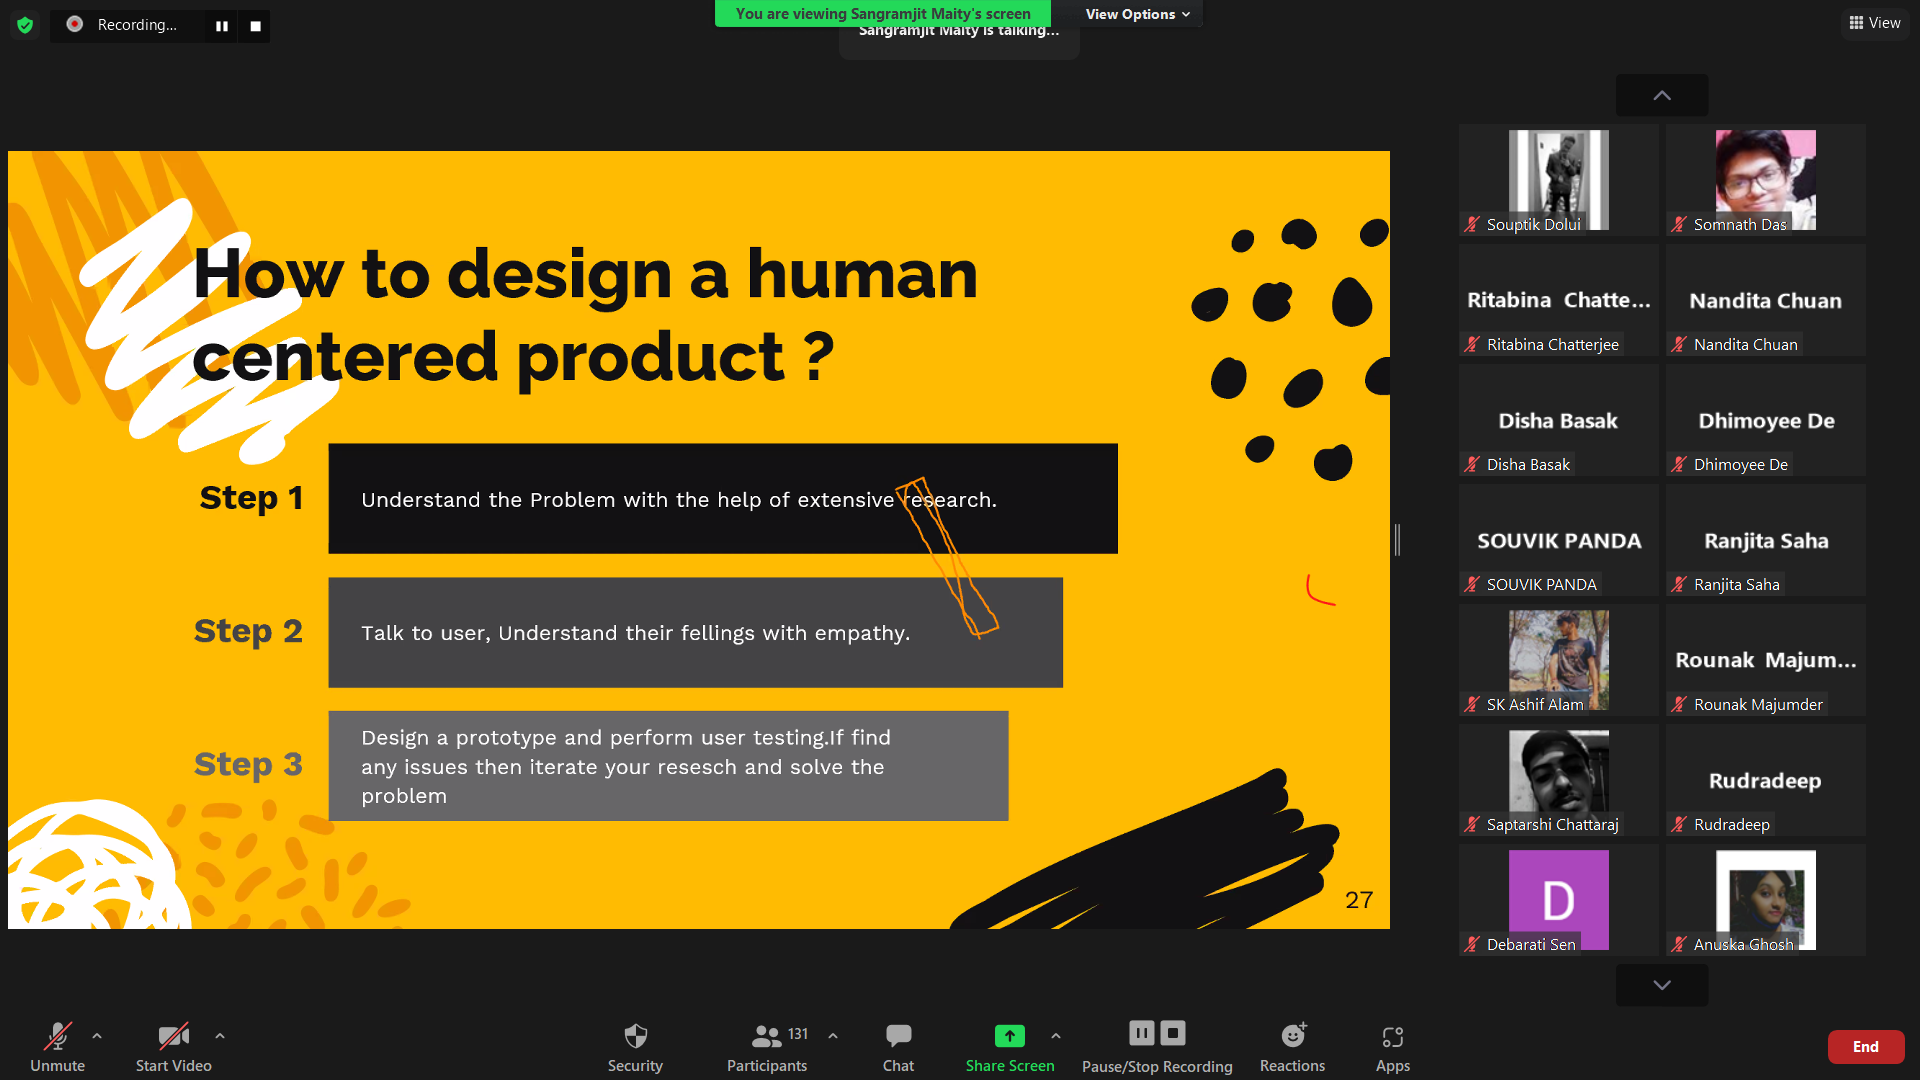 Recording...
You are viewing Sangramjit Maity's screen
View Options
Sangramjit Maity is talking...
View
How to design a human
centered product ?
Step 1
Understand the Problem with the help of extensive research.
Step 2
Talk to user, Understand their fellings with empathy.
Step 3
Design a prototype and perform user testing.If find
any issues then iterate your resesch and solve the
problem
27
Souptik Dolui
Somnath Das
Ritabina Chatte...
Ritabina Chatterjee
Nandita Chuan
Nandita Chuan
Disha Basak
Disha Basak
Dhimoyee De
Dhimoyee De
SOUVIK PANDA
SOUVIK PANDA
Ranjita Saha
Ranjita Saha
SK Ashif Alam
Rounak Majum...
Rounak Majumder
Saptarshi Chattaraj
Rudradeep
Rudradeep
D
Debarati Sen
Anuska Ghosh
Unmute
Start Video
Security
Participants
131
Chat
Share Screen
Pause/Stop Recording
Reactions
Apps
End